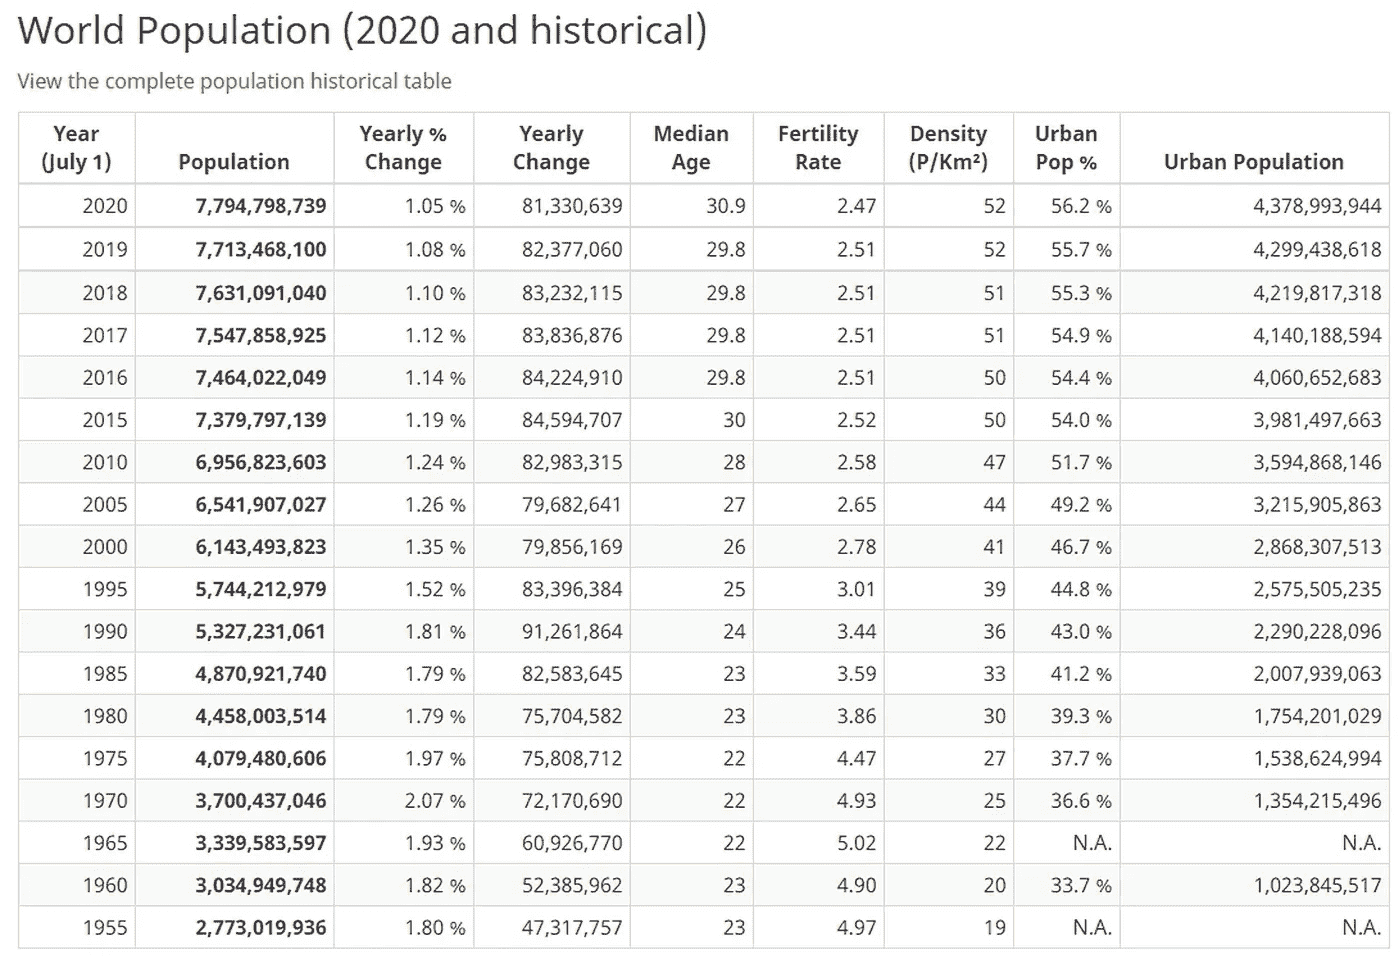 World Population (2020 and historical)
View the complete population historical table
Year (July 1) Population Yearly % Change Yearly Change Median Age Fertility Rate Density (P/Km²) Urban Pop % Urban Population
2020 7,794,798,739 1.05 % 81,330,639 30.9 2.47 52 56.2 % 4,378,993,944
2019 7,713,468,100 1.08 % 82,377,060 29.8 2.51 52 55.7 % 4,299,438,618
2018 7,631,091,040 1.10 % 83,232,115 29.8 2.51 51 55.3 % 4,219,817,318
2017 7,547,858,925 1.12 % 83,836,876 29.8 2.51 51 54.9 % 4,140,188,594
2016 7,464,022,049 1.14 % 84,224,910 29.8 2.51 50 54.4 % 4,060,652,683
2015 7,379,797,139 1.19 % 84,594,707 30 2.52 50 54.0 % 3,981,497,663
2010 6,956,823,603 1.24 % 82,983,315 28 2.58 47 51.7 % 3,594,868,146
2005 6,541,907,027 1.26 % 79,682,641 27 2.65 44 49.2 % 3,215,905,863
2000 6,143,493,823 1.35 % 79,856,169 26 2.78 41 46.7 % 2,868,307,513
1995 5,744,212,979 1.52 % 83,396,384 25 3.01 39 44.8 % 2,575,505,235
1990 5,327,231,061 1.81 % 91,261,864 24 3.44 36 43.0 % 2,290,228,096
1985 4,870,921,740 1.79 % 82,583,645 23 3.59 33 41.2 % 2,007,939,063
1980 4,458,003,514 1.79 % 75,704,582 23 3.86 30 39.3 % 1,754,201,029
1975 4,079,480,606 1.97 % 75,808,712 22 4.47 27 37.7 % 1,538,624,994
1970 3,700,437,046 2.07 % 72,170,690 22 4.93 25 36.6 % 1,354,215,496
1965 3,339,583,597 1.93 % 60,926,770 22 5.02 22 N.A. N.A.
1960 3,034,949,748 1.82 % 52,385,962 23 4.90 20 33.7 % 1,023,845,517
1955 2,773,019,936 1.80 % 47,317,757 23 4.97 19 N.A. N.A.